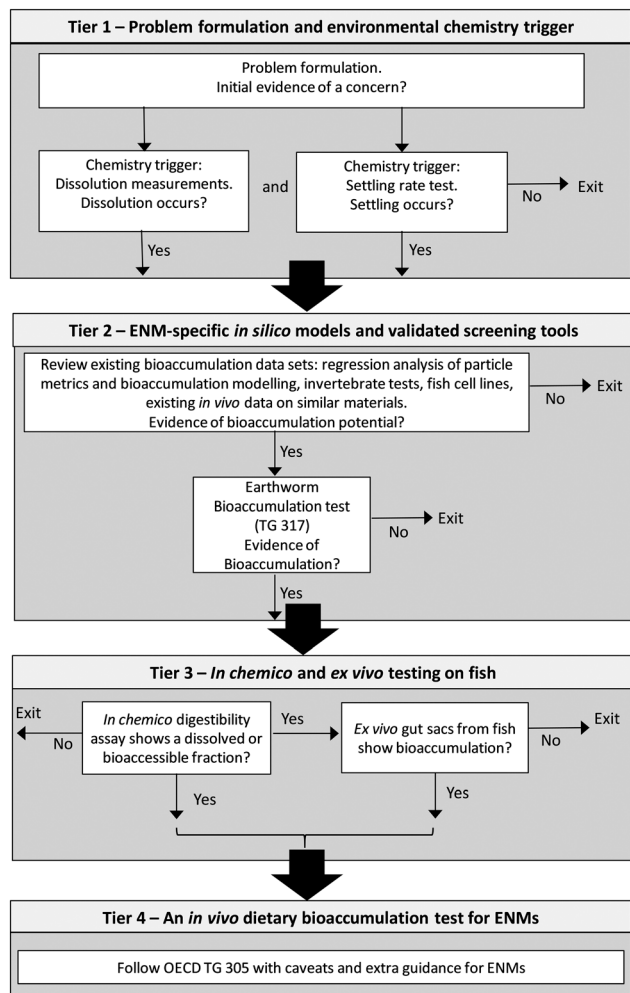 Tier 1 – Problem formulation and environmental chemistry trigger
Problem formulation.
Initial evidence of a concern?
Chemistry trigger:
Dissolution measurements.
Dissolution occurs?
and
Chemistry trigger:
Settling rate test.
Settling occurs?
No
Exit
Yes
Yes
Tier 2 – ENM-specific in silico models and validated screening tools
Review existing bioaccumulation data sets: regression analysis of particle
metrics and bioaccumulation modelling, invertebrate tests, fish cell lines,
existing in vivo data on similar materials.
Evidence of bioaccumulation potential?
No
Exit
Yes
Earthworm
Bioaccumulation test
(TG 317)
Evidence of
Bioaccumulation?
No
Exit
Yes
Tier 3 – In chemico and ex vivo testing on fish
Exit
No
In chemico digestibility
assay shows a dissolved or
bioaccessible fraction?
Yes
Ex vivo gut sacs from fish
show bioaccumulation?
No
Exit
Yes
Yes
Tier 4 – An in vivo dietary bioaccumulation test for ENMs
Follow OECD TG 305 with caveats and extra guidance for ENMs